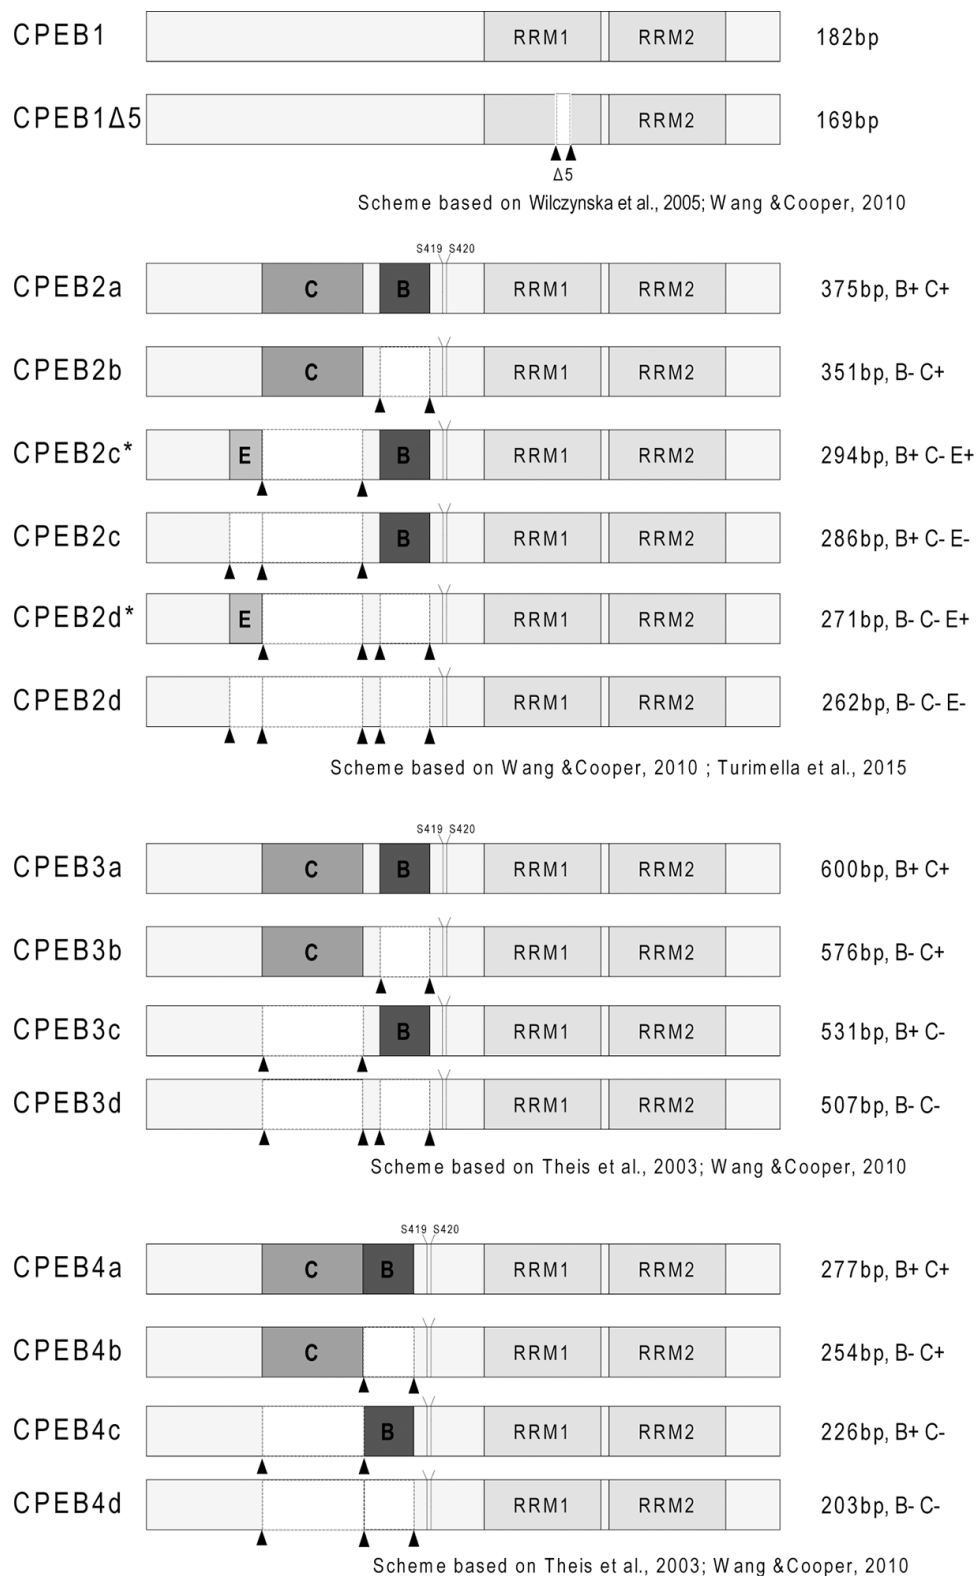 CPEB1 RRM1 RRM2 182bp
CPEB1Δ5 RRM2 169bp
Δ5
Scheme based on Wilczynska et al., 2005; Wang &Cooper, 2010
S419 S420
CPEB2a C B RRM1 RRM2 375bp, B+ C+
CPEB2b C RRM1 RRM2 351bp, B- C+
CPEB2c* E B RRM1 RRM2 294bp, B+ C- E+
CPEB2c B RRM1 RRM2 286bp, B+ C- E-
CPEB2d* E RRM1 RRM2 271bp, B- C- E+
CPEB2d RRM1 RRM2 262bp, B- C- E-
Scheme based on Wang &Cooper, 2010 ; Turimella et al., 2015
S419 S420
CPEB3a C B RRM1 RRM2 600bp, B+ C+
CPEB3b C RRM1 RRM2 576bp, B- C+
CPEB3c B RRM1 RRM2 531bp, B+ C-
CPEB3d RRM1 RRM2 507bp, B- C-
Scheme based on Theis et al., 2003; Wang &Cooper, 2010
S419 S420
CPEB4a C B RRM1 RRM2 277bp, B+ C+
CPEB4b C RRM1 RRM2 254bp, B- C+
CPEB4c B RRM1 RRM2 226bp, B+ C-
CPEB4d RRM1 RRM2 203bp, B- C-
Scheme based on Theis et al., 2003; Wang &Cooper, 2010